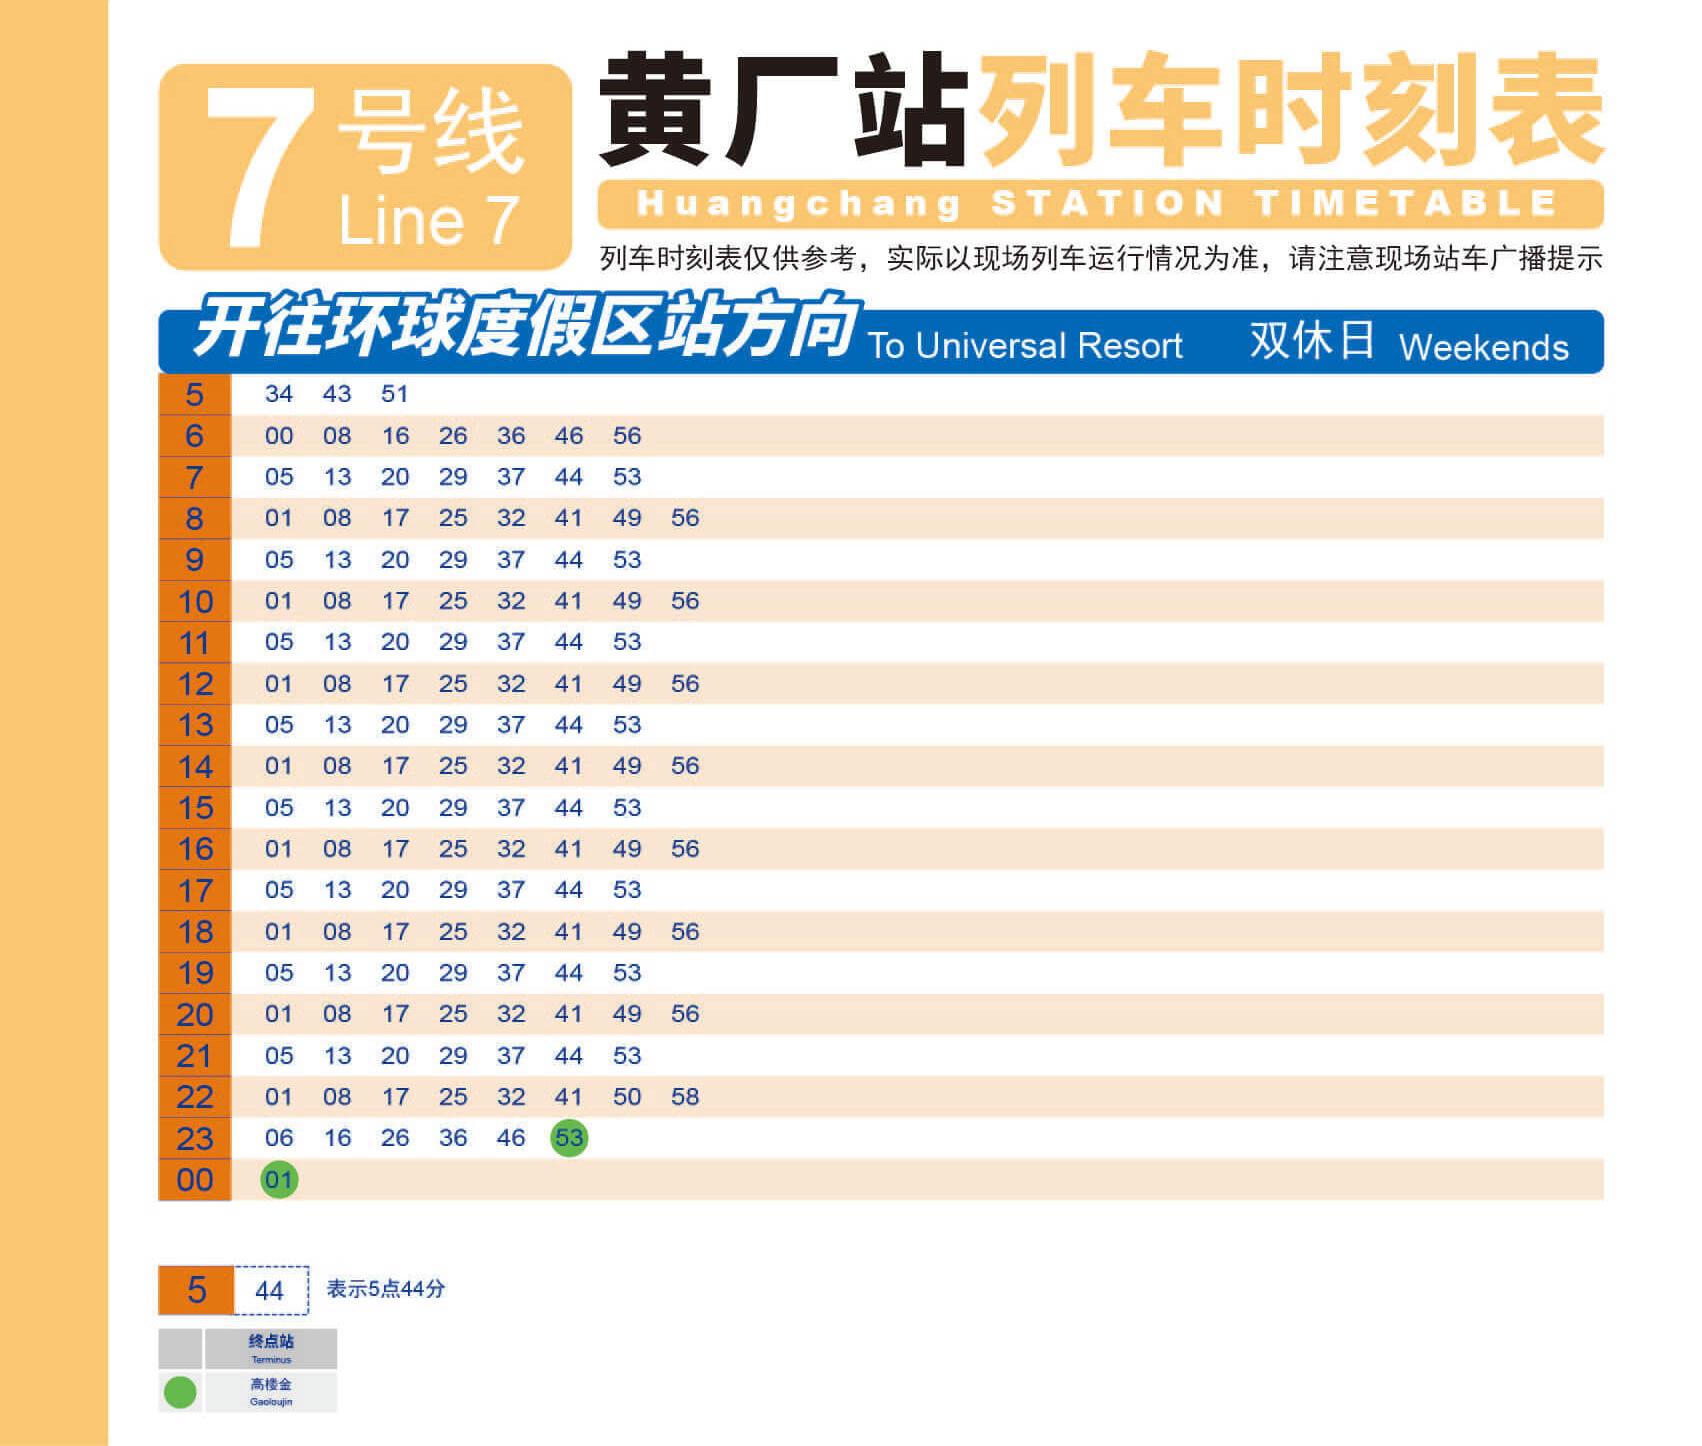 7号线
Line 7
黄厂站列车时刻表
Huangchang STATION TIMETABLE
列车时刻表仅供参考，实际以现场列车运行情况为准，请注意现场站车广播提示
开往环球度假区站方向 To Universal Resort 双休日 Weekends
5 34 43 51
6 00 08 16 26 36 46 56
7 05 13 20 29 37 44 53
8 01 08 17 25 32 41 49 56
9 05 13 20 29 37 44 53
10 01 08 17 25 32 41 49 56
11 05 13 20 29 37 44 53
12 01 08 17 25 32 41 49 56
13 05 13 20 29 37 44 53
14 01 08 17 25 32 41 49 56
15 05 13 20 29 37 44 53
16 01 08 17 25 32 41 49 56
17 05 13 20 29 37 44 53
18 01 08 17 25 32 41 49 56
19 05 13 20 29 37 44 53
20 01 08 17 25 32 41 49 56
21 05 13 20 29 37 44 53
22 01 08 17 25 32 41 50 58
23 06 16 26 36 46 53
00 01
5 44 表示5点44分
终点站
Terminus
高楼金
Gaoloujin